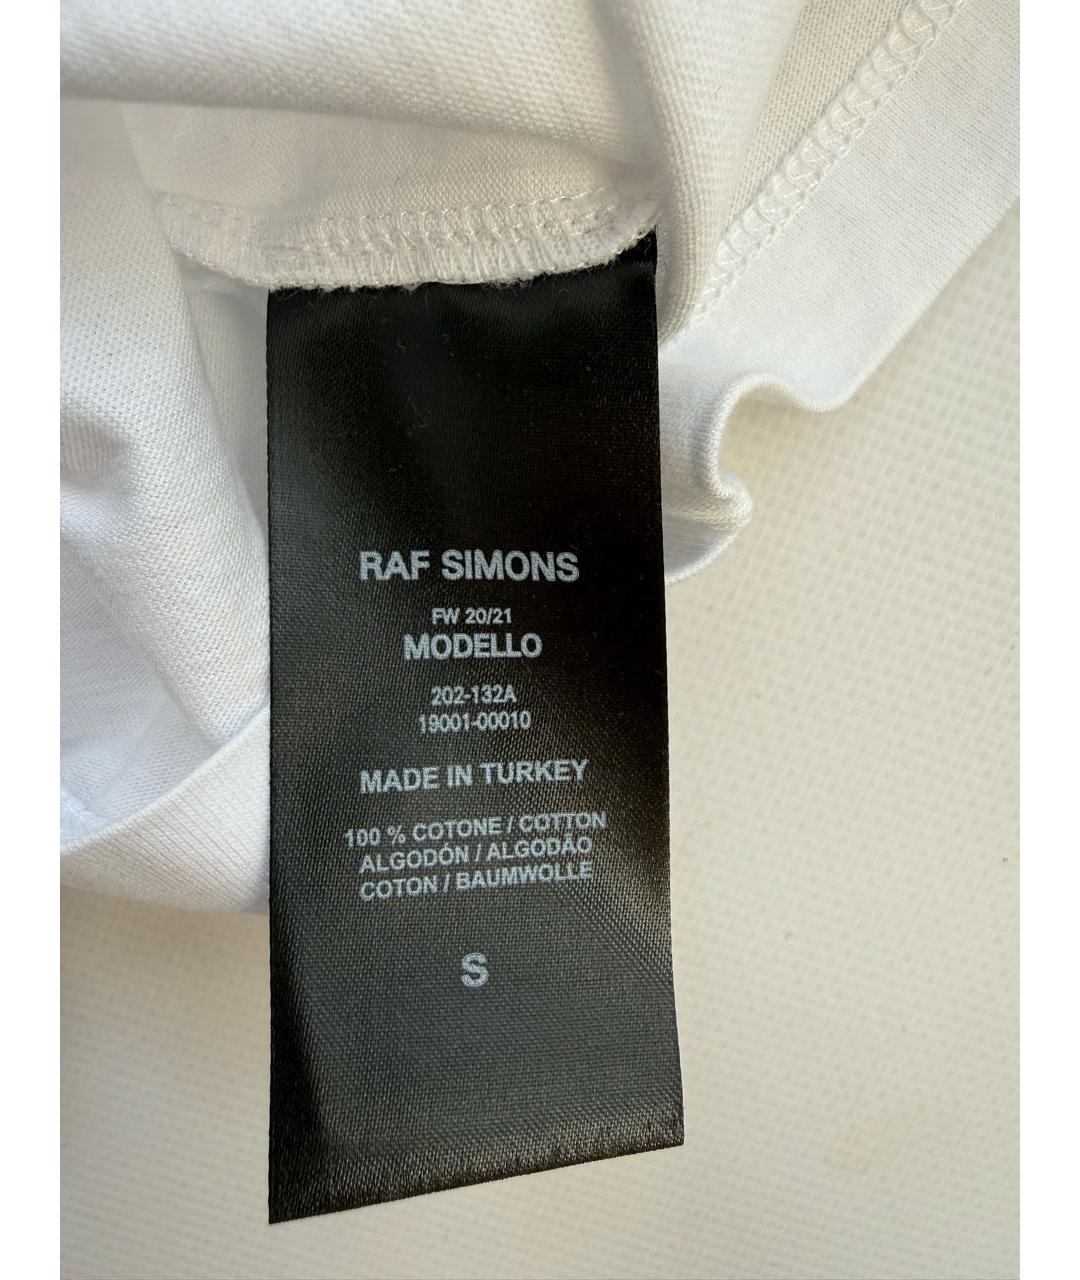 RAF SIMONS
FW 20/21
MODELLO
202-132A
19001-00010
MADE IN TURKEY
100 % COTONE / COTTON
ALGODÓN / ALGODÃO
COTON / BAUMWOLLE
S